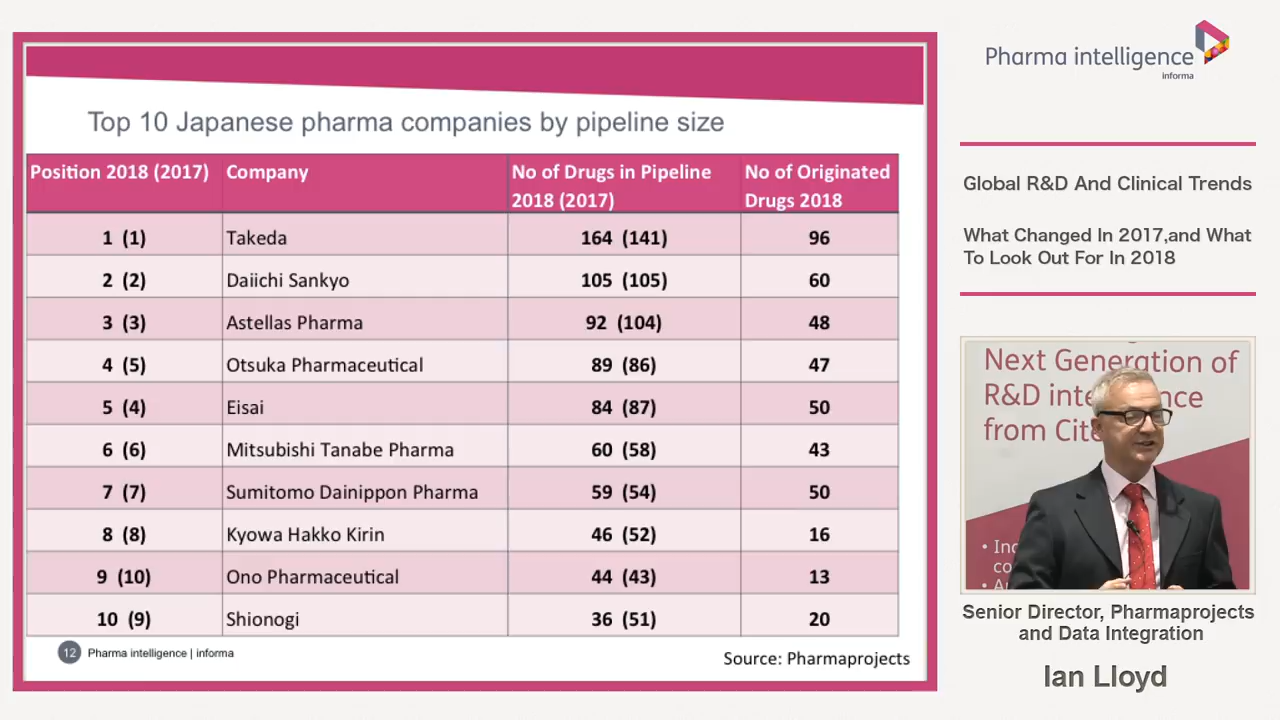 Top 10 Japanese pharma companies by pipeline size
Position 2018 (2017) Company No of Drugs in Pipeline 2018 (2017) No of Originated Drugs 2018
1 (1) Takeda 164 (141) 96
2 (2) Daiichi Sankyo 105 (105) 60
3 (3) Astellas Pharma 92 (104) 48
4 (5) Otsuka Pharmaceutical 89 (86) 47
5 (4) Eisai 84 (87) 50
6 (6) Mitsubishi Tanabe Pharma 60 (58) 43
7 (7) Sumitomo Dainippon Pharma 59 (54) 50
8 (8) Kyowa Hakko Kirin 46 (52) 16
9 (10) Ono Pharmaceutical 44 (43) 13
10 (9) Shionogi 36 (51) 20
12 Pharma intelligence | informa
Source: Pharmaprojects
Pharma intelligence
informa
Global R&D And Clinical Trends
What Changed In 2017,and What
To Look Out For In 2018
Next Generation of
R&D
from
Senior Director, Pharmaprojects
and Data Integration
Ian Lloyd